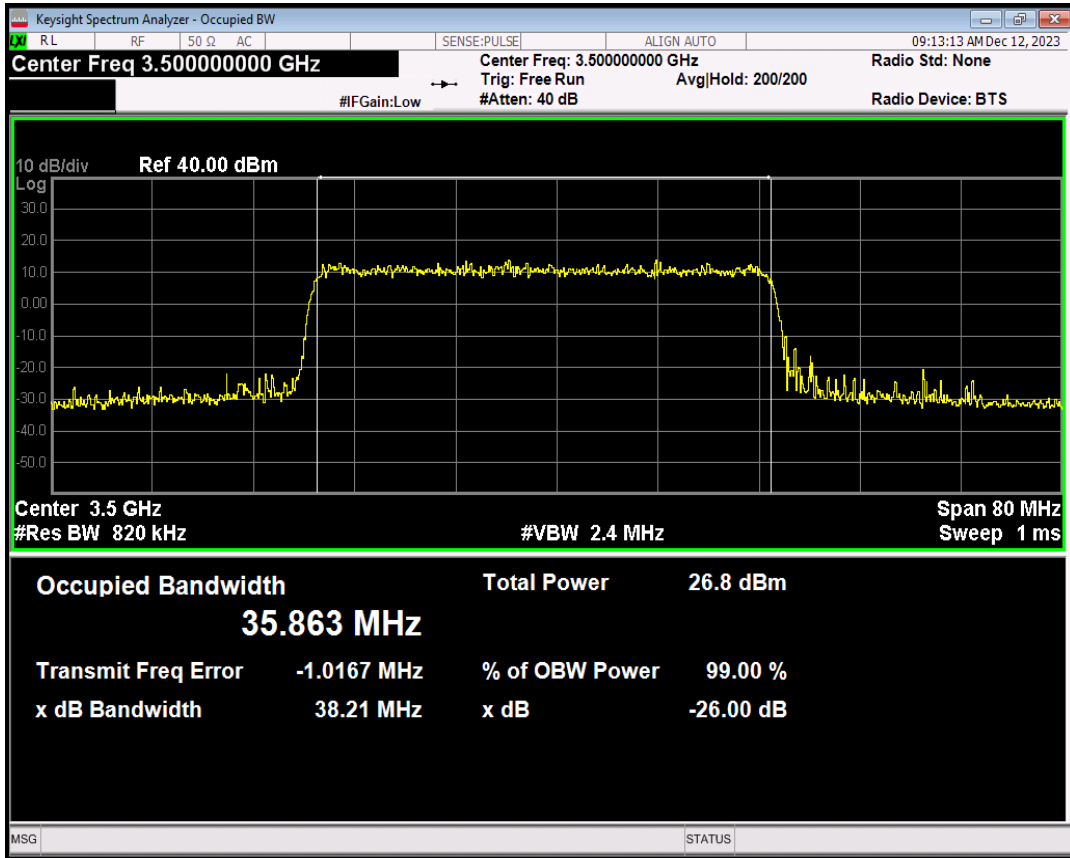 Keysight Spectrum Analyzer - Occupied BW
LXI RL RF 50 Ω AC SENSE:PULSE ALIGN AUTO 09:13:13 AM Dec 12, 2023
Center Freq 3.500000000 GHz Center Freq: 3.500000000 GHz Radio Std: None
Trig: Free Run Avg|Hold: 200/200
#IFGain:Low #Atten: 40 dB Radio Device: BTS
10 dB/div Ref 40.00 dBm
Log
30.0
20.0
10.0
0.00
-10.0
-20.0
-30.0
-40.0
-50.0
Center 3.5 GHz Span 80 MHz
#Res BW 820 kHz #VBW 2.4 MHz Sweep 1 ms
Occupied Bandwidth Total Power 26.8 dBm
35.863 MHz
Transmit Freq Error -1.0167 MHz % of OBW Power 99.00 %
x dB Bandwidth 38.21 MHz x dB -26.00 dB
MSG STATUS